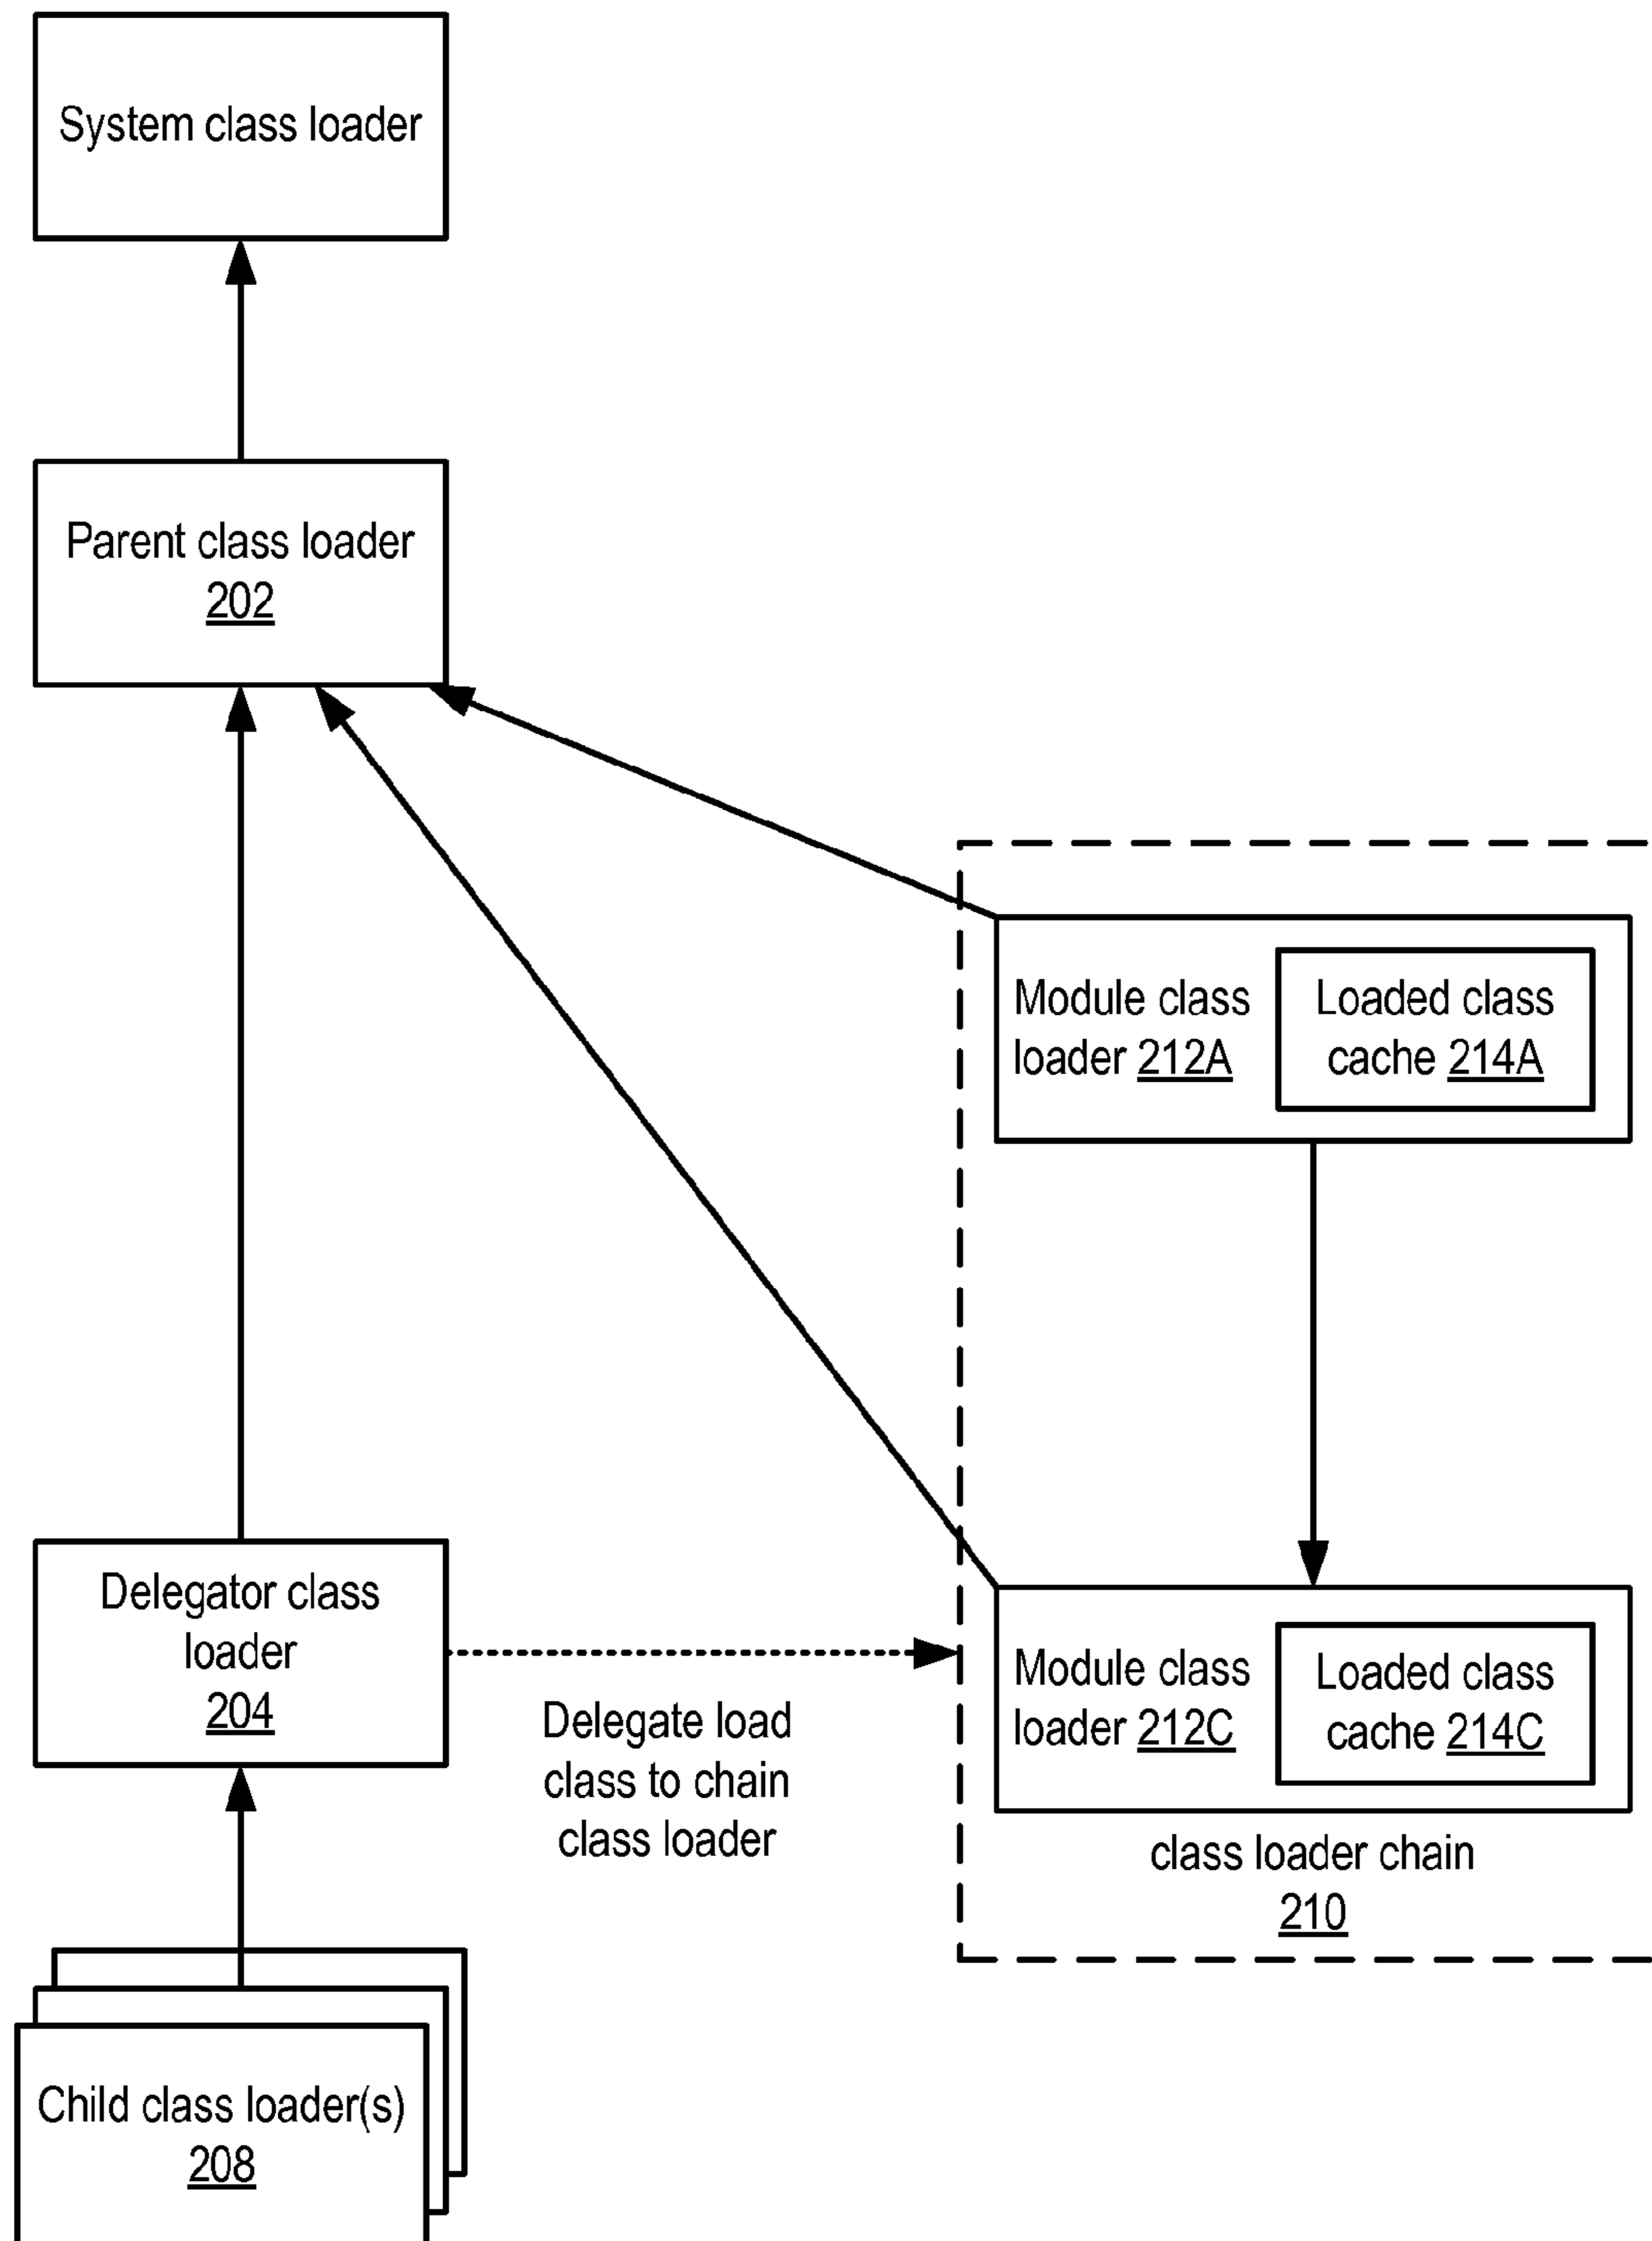 System class loader
Parent class loader
202
Module class
loader 212A
Loaded class
cache 214A
Delegator class
loader
204
Delegate load
class to chain
class loader
Module class
loader 212C
Loaded class
cache 214C
class loader chain
210
Child class loader(s)
208